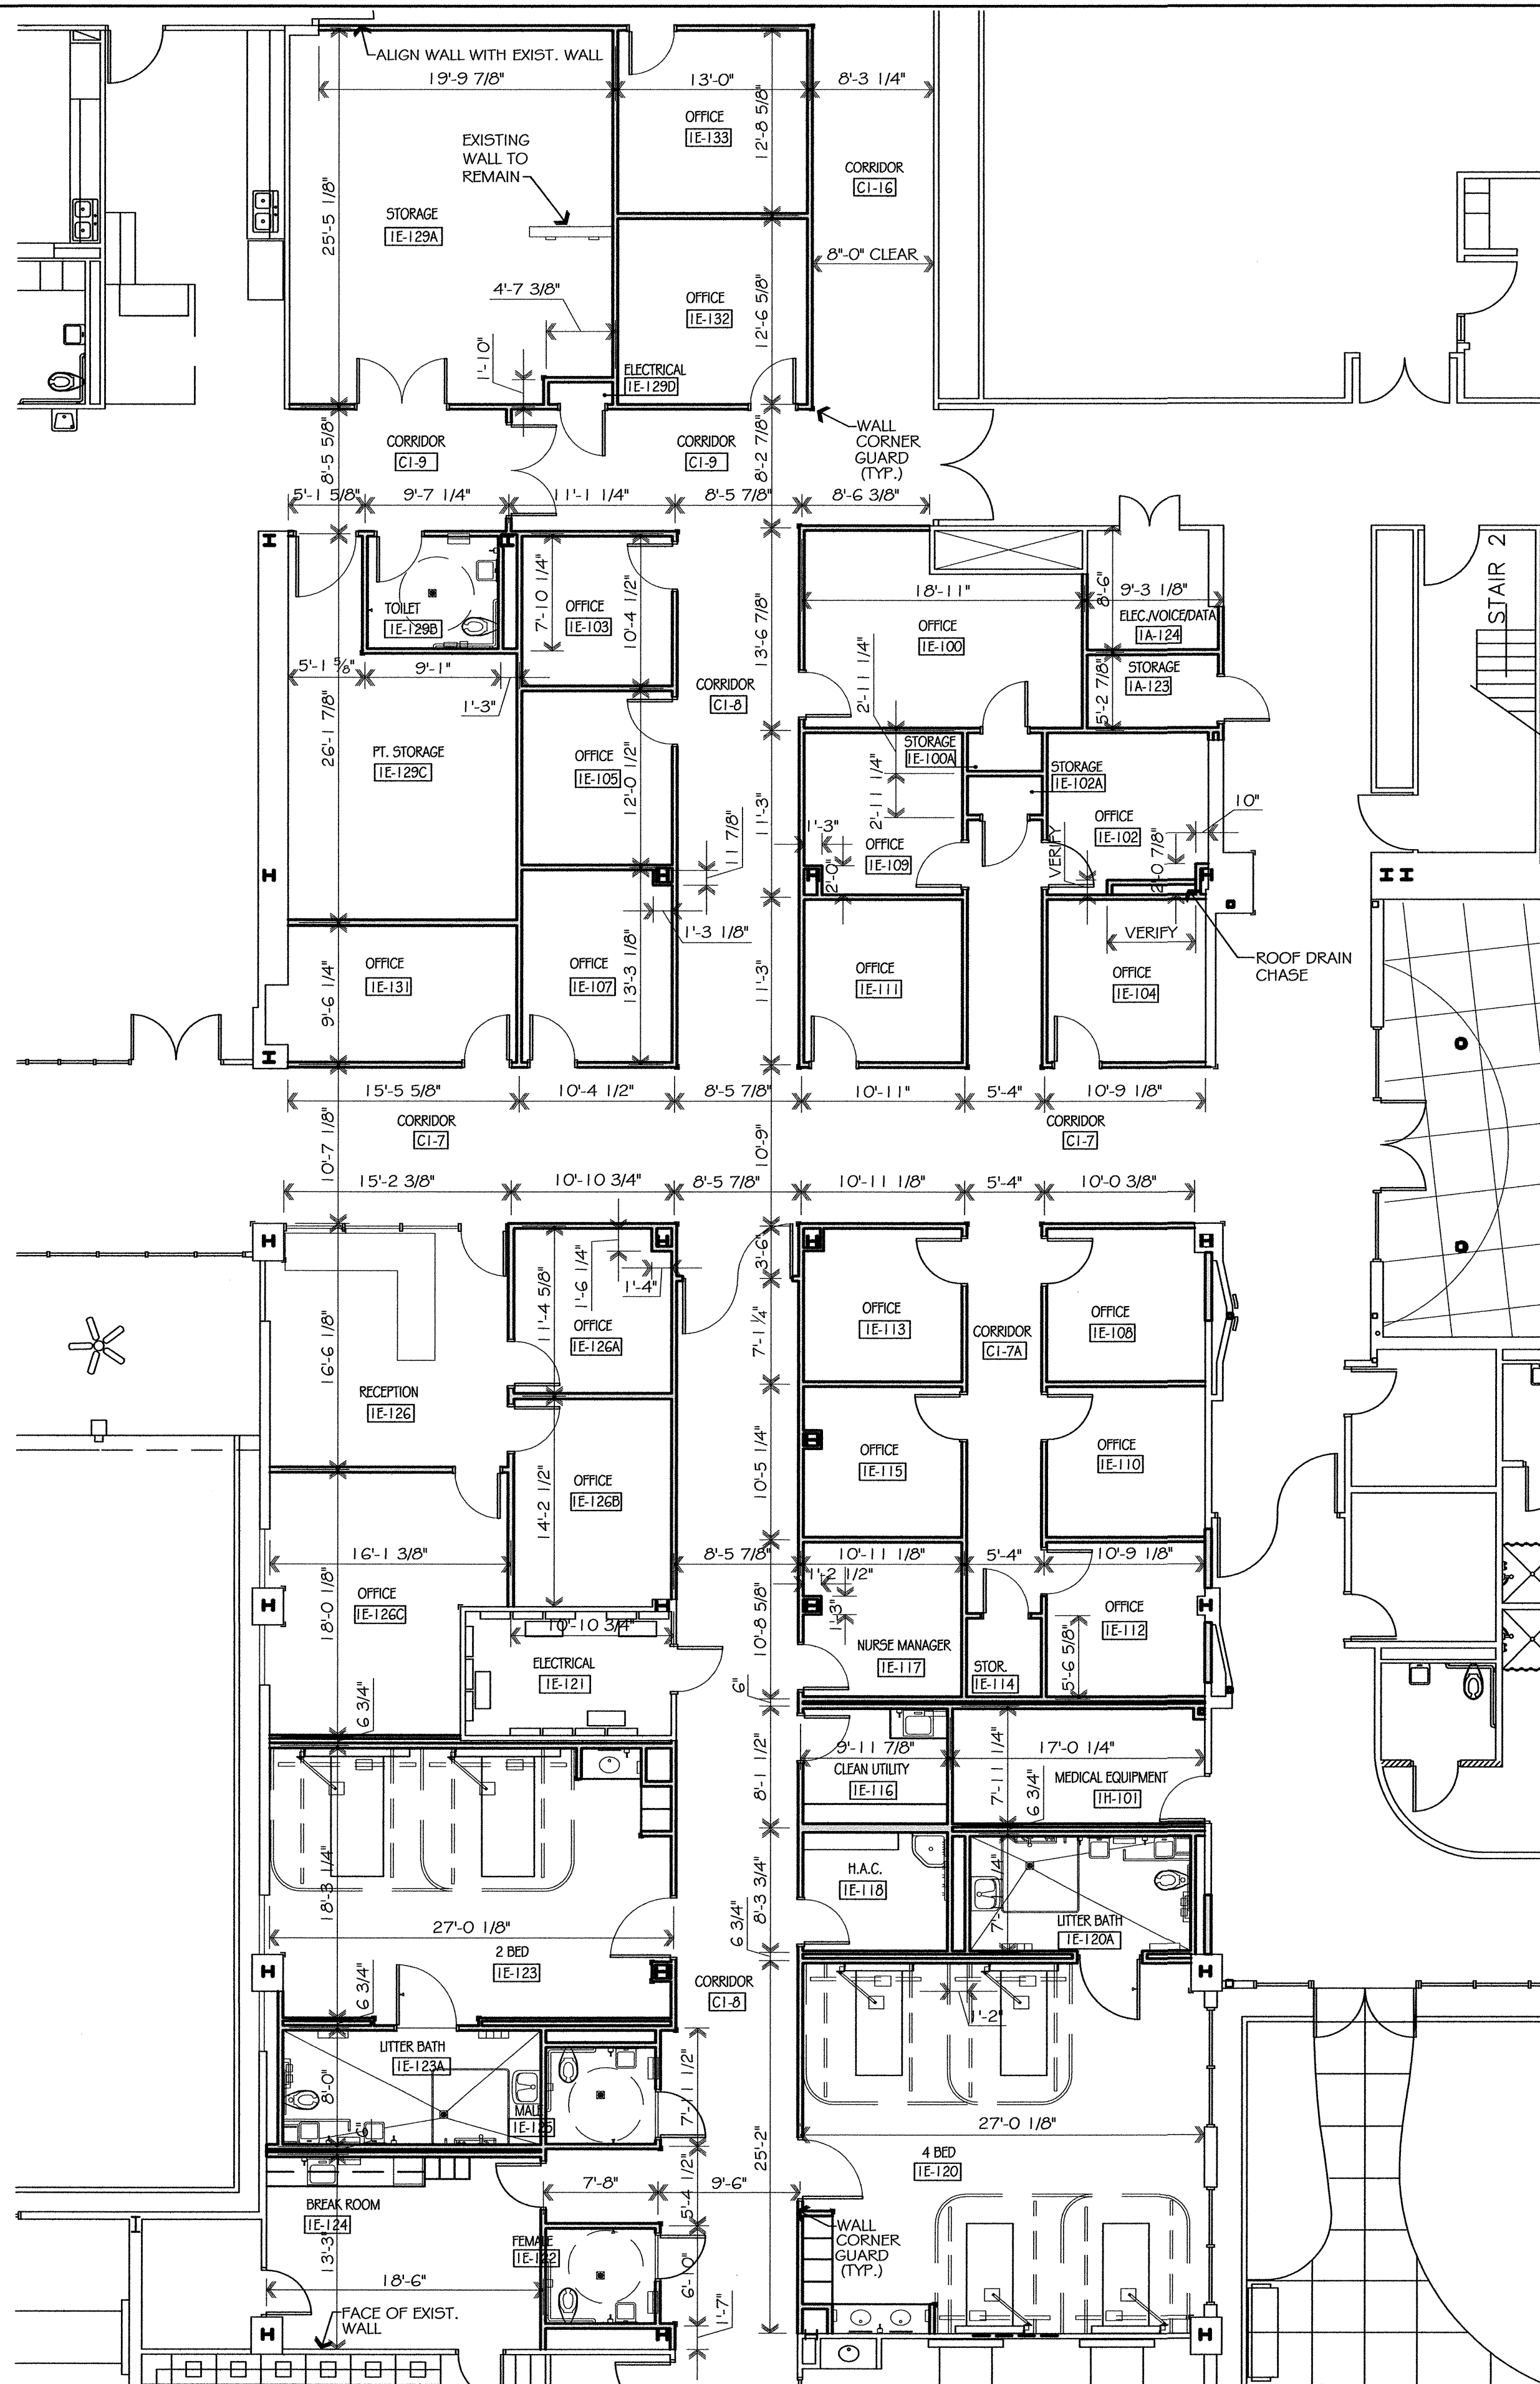 ALIGN WALL WITH EXIST. WALL
19'-9 7/8"
13'-0"
8'-3 1/4"
OFFICE
1E-133
12'-8 5/8"
EXISTING
WALL TO
REMAIN
CORRIDOR
C1-16
25'-5 1/8"
STORAGE
1E-129A
8"-0" CLEAR
4'-7 3/8"
OFFICE
1E-132
12'-6 5/8"
1'-10"
ELECTRICAL
1E-129D
WALL
CORNER
GUARD
(TYP.)
CORRIDOR
C1-9
CORRIDOR
C1-9
8'-5 5/8"
8'-2 7/8"
5'-1 5/8"
9'-7 1/4"
11'-1 1/4"
8'-5 7/8"
8'-6 3/8"
STAIR 2
7'-10 1/4"
10'-4 1/2"
TOILET
1E-129B
OFFICE
1E-103
13'-6 7/8"
18'-11"
8'-6"
9'-3 1/8"
ELEC./VOICE/DATA
1A-124
OFFICE
1E-100
5'-1 5/8"
9'-1"
1'-3"
CORRIDOR
C1-8
2'-11 1/4"
STORAGE
1A-123
5'-2 7/8"
26'-1 7/8"
PT. STORAGE
1E-129C
OFFICE
1E-105
12'-0 1/2"
STORAGE
1E-100A
STORAGE
1E-102A
2'-11 1/4"
11'-3"
11 7/8"
1'-3"
OFFICE
1E-109
2'-0"
OFFICE
1E-102
10"
VERIFY
2'-0 7/8"
1'-3 1/8"
VERIFY
ROOF DRAIN
CHASE
OFFICE
1E-131
9'-6 1/4"
OFFICE
1E-107
13'-3 1/8"
11'-3"
OFFICE
1E-111
OFFICE
1E-104
15'-5 5/8"
10'-4 1/2"
8'-5 7/8"
10'-11"
5'-4"
10'-9 1/8"
CORRIDOR
C1-7
CORRIDOR
C1-7
10'-7 1/8"
10'-9"
15'-2 3/8"
10'-10 3/4"
8'-5 7/8"
10'-11 1/8"
5'-4"
10'-0 3/8"
3'-6"
1'-6 1/4"
1'-4"
11'-4 5/8"
OFFICE
1E-126A
7'-1 1/4"
OFFICE
1E-113
OFFICE
1E-108
CORRIDOR
C1-7A
16'-6 1/8"
RECEPTION
1E-126
OFFICE
1E-126B
14'-2 1/2"
10'-5 1/4"
OFFICE
1E-115
OFFICE
1E-110
16'-1 3/8"
8'-5 7/8"
10'-11 1/8"
5'-4"
10'-9 1/8"
1'-2 1/2"
1'-3"
OFFICE
1E-126C
18'-0 1/8"
10'-8 5/8"
OFFICE
1E-112
10'-10 3/4"
NURSE MANAGER
1E-117
STOR.
1E-114
5'-6 5/8"
ELECTRICAL
1E-121
6 3/4"
6"
9'-11 7/8"
17'-0 1/4"
CLEAN UTILITY
1E-116
MEDICAL EQUIPMENT
1H-101
8'-1 1/2"
7'-11 1/4"
6 3/4"
18'-3 1/4"
H.A.C.
1E-118
8'-3 3/4"
LITTER BATH
1E-120A
27'-0 1/8"
6 3/4"
2 BED
1E-123
6 3/4"
CORRIDOR
C1-8
1'-2"
LITTER BATH
1E-123A
8'-0"
MALE
1E-125
7'-11 1/2"
6"
27'-0 1/8"
4 BED
1E-120
25'-2"
7'-8"
5'-4 1/2"
9'-6"
BREAK ROOM
1E-124
13'-3"
FEMALE
1E-122
6'-10"
WALL
CORNER
GUARD
(TYP.)
18'-6"
1'-7"
FACE OF EXIST.
WALL